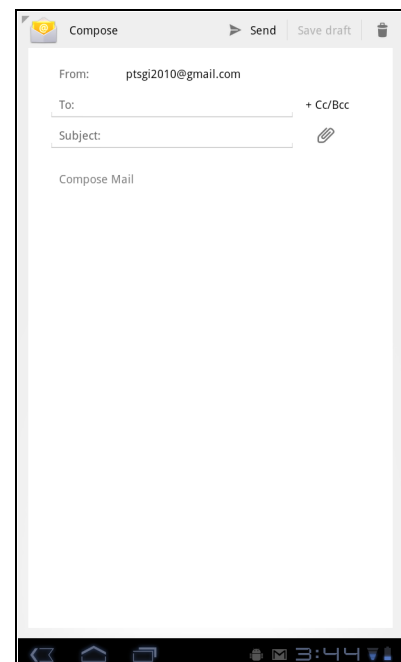 Compose Send Save draft
From: ptsgi2010@gmail.com
To: + Cc/Bcc
Subject:
Compose Mail
3:44